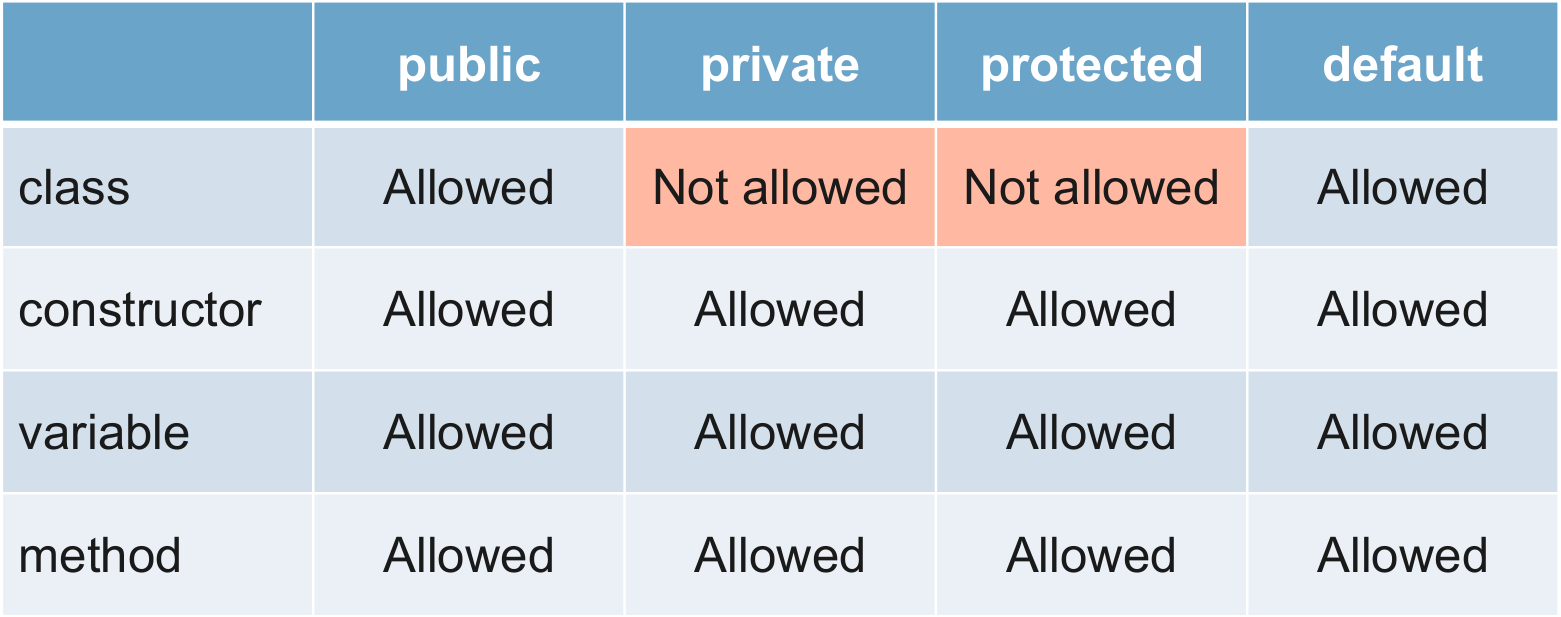 public private protected default
class Allowed Not allowed Not allowed Allowed
constructor Allowed Allowed Allowed Allowed
variable Allowed Allowed Allowed Allowed
method Allowed Allowed Allowed Allowed